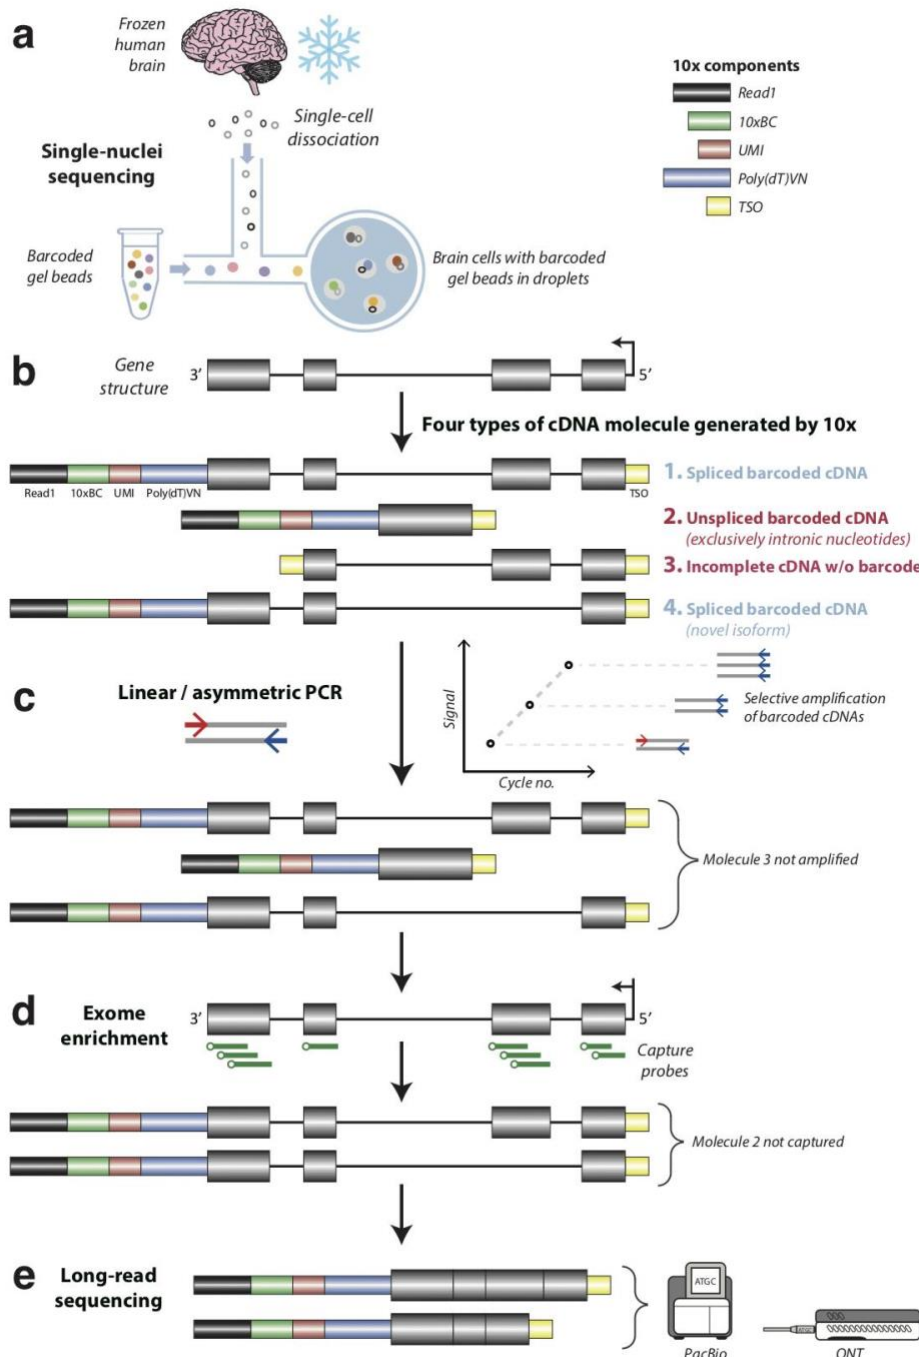 a
Frozen
human
brain
Single-cell
dissociation
Single-nuclei
sequencing
Barcoded
gel beads
Brain cells with barcoded
gel beads in droplets
10x components
Read1
10xBC
UMI
Poly(dT)VN
TSO
b
Gene
structure
3’
5’
Four types of cDNA molecule generated by 10x
Read1 10xBC UMI Poly(dT)VN TSO
1. Spliced barcoded cDNA
2. Unspliced barcoded cDNA
(exclusively intronic nucleotides)
3. Incomplete cDNA w/o barcode
4. Spliced barcoded cDNA
(novel isoform)
c
Linear / asymmetric PCR
Signal
Cycle no.
Selective amplification
of barcoded cDNAs
Molecule 3 not amplified
d
Exome
enrichment
3’
5’
Capture
probes
Molecule 2 not captured
e
Long-read
sequencing
ATGC
PacBio
ATGC
ONT